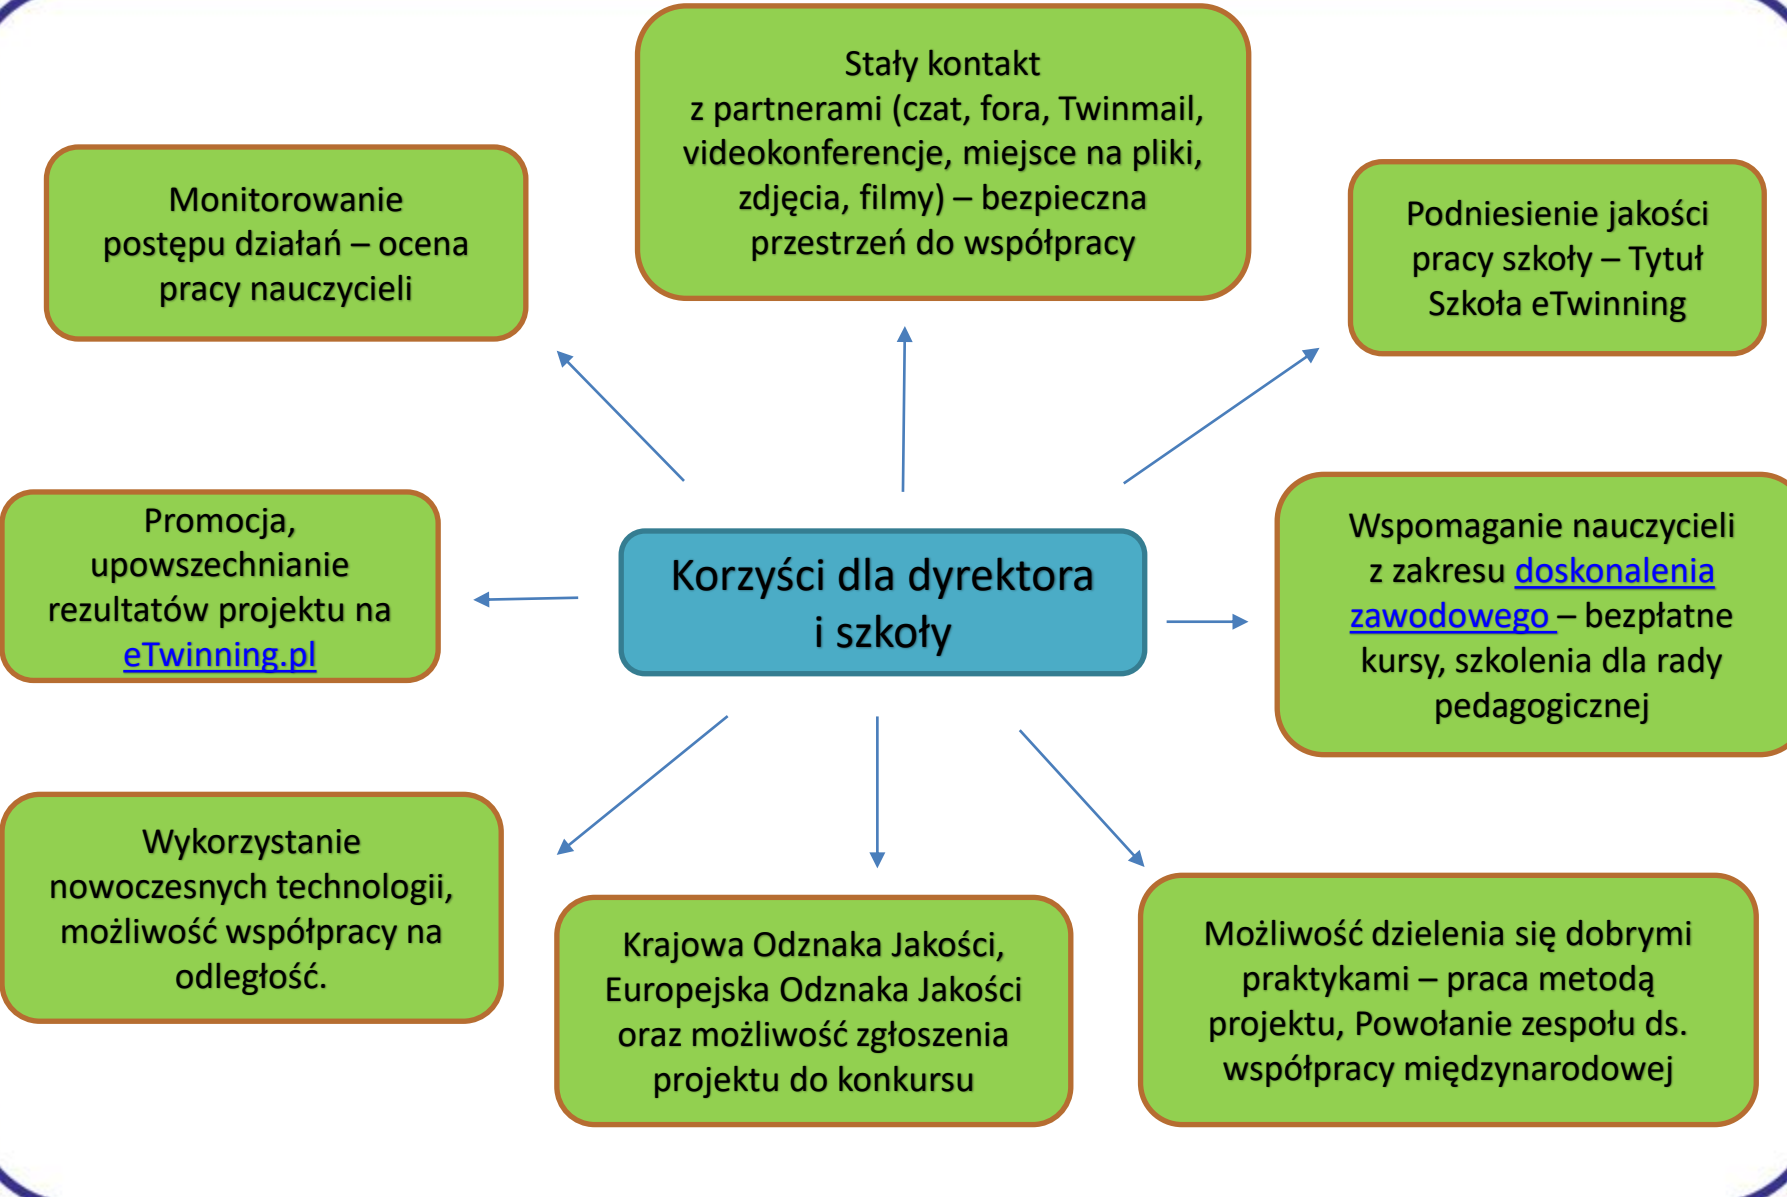 Stały kontakt
z partnerami (czat, fora, Twinmail,
videokonferencje, miejsce na pliki,
zdjęcia, filmy) – bezpieczna
przestrzeń do współpracy
Monitorowanie
postępu działań – ocena
pracy nauczycieli
Podniesienie jakości
pracy szkoły – Tytuł
Szkoła eTwinning
Promocja,
upowszechnianie
rezultatów projektu na
eTwinning.pl
Korzyści dla dyrektora
i szkoły
Wspomaganie nauczycieli
z zakresu doskonalenia
zawodowego – bezpłatne
kursy, szkolenia dla rady
pedagogicznej
Wykorzystanie
nowoczesnych technologii,
możliwość współpracy na
odległość.
Krajowa Odznaka Jakości,
Europejska Odznaka Jakości
oraz możliwość zgłoszenia
projektu do konkursu
Możliwość dzielenia się dobrymi
praktykami – praca metodą
projektu, Powołanie zespołu ds.
współpracy międzynarodowej